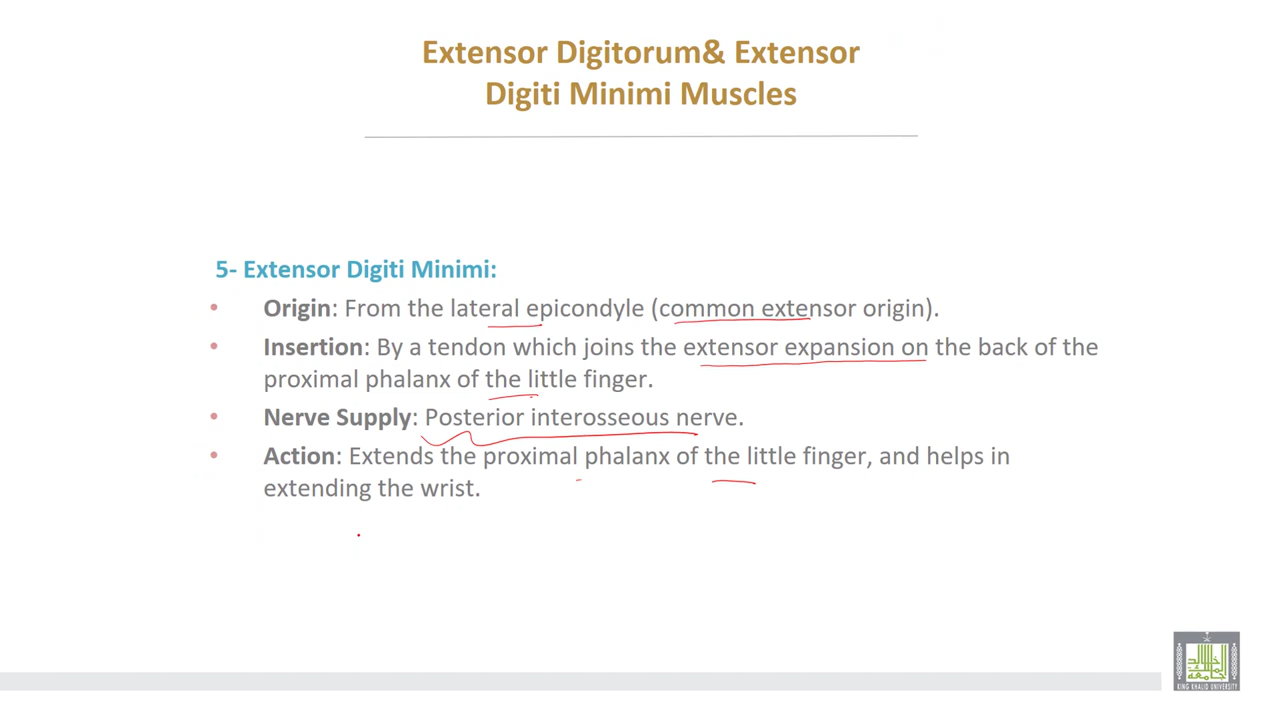 Extensor Digitorum& Extensor
Digiti Minimi Muscles
5- Extensor Digiti Minimi:
• Origin: From the lateral epicondyle (common extensor origin).
• Insertion: By a tendon which joins the extensor expansion on the back of the
proximal phalanx of the little finger.
• Nerve Supply: Posterior interosseous nerve.
• Action: Extends the proximal phalanx of the little finger, and helps in
extending the wrist.
KING KHALID UNIVERSITY